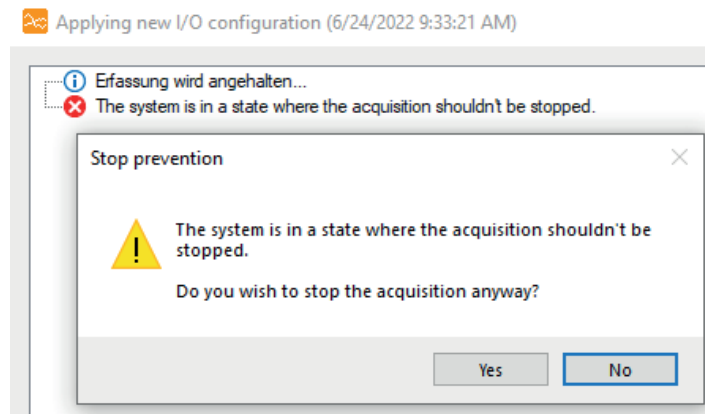 Applying new I/O configuration (6/24/2022 9:33:21 AM)
Erfassung wird angehalten...
The system is in a state where the acquisition shouldn't be stopped.
Stop prevention
The system is in a state where the acquisition shouldn't be
stopped.
Do you wish to stop the acquisition anyway?
Yes
No